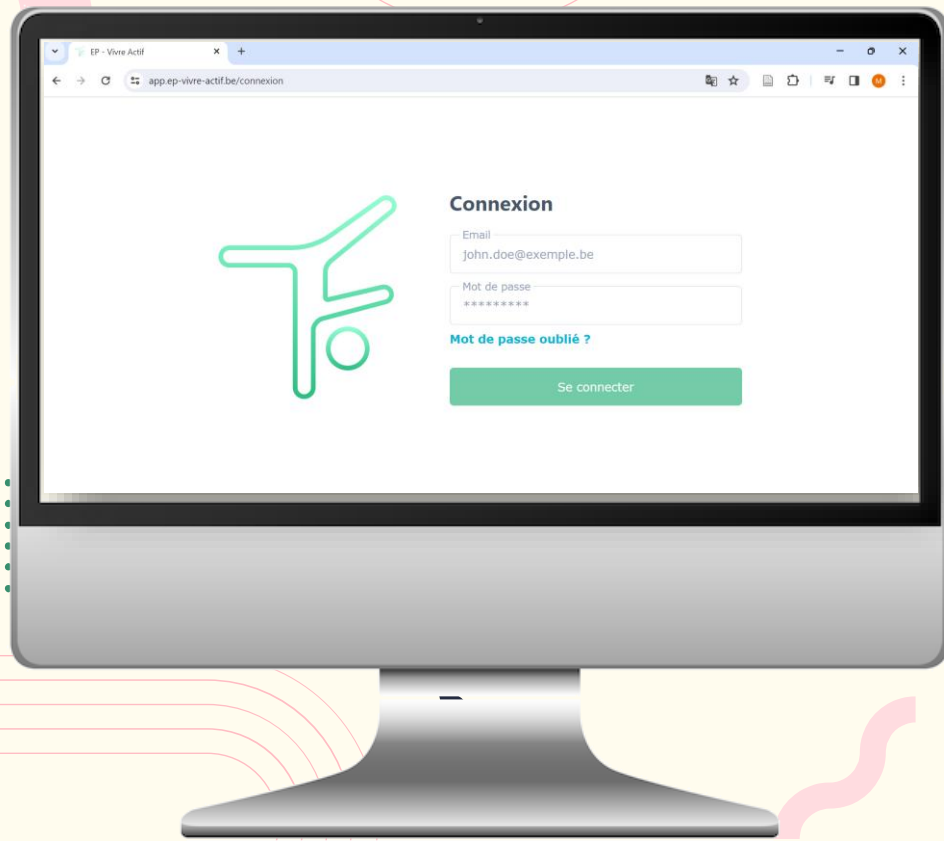 EP - Vivre Actif
app.ep-vivre-actif.be/connexion
M
Connexion
Email
john.doe@exemple.be
Mot de passe
*********
Mot de passe oublié ?
Se connecter